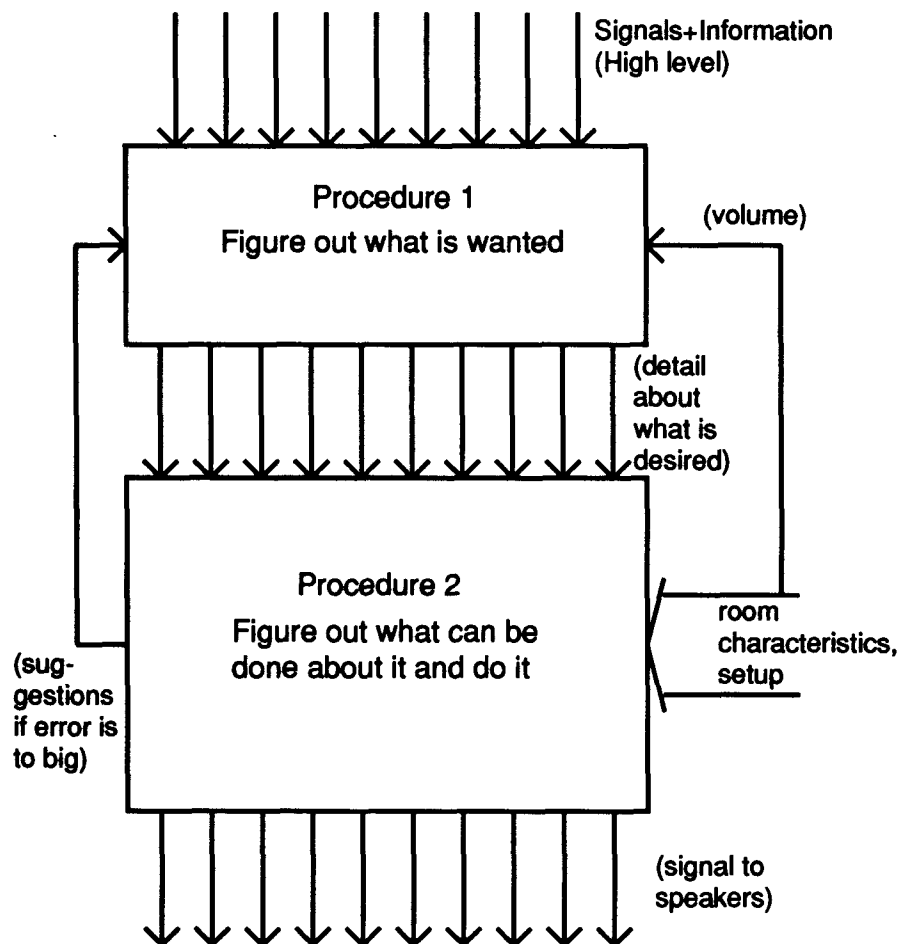 Signals+Information
(High level)
Procedure 1
Figure out what is wanted
(volume)
(detail
about
what is
desired)
Procedure 2
Figure out what can be
done about it and do it
room
characteristics,
setup
(sug-
gestions
if error is
to big)
(signal to
speakers)